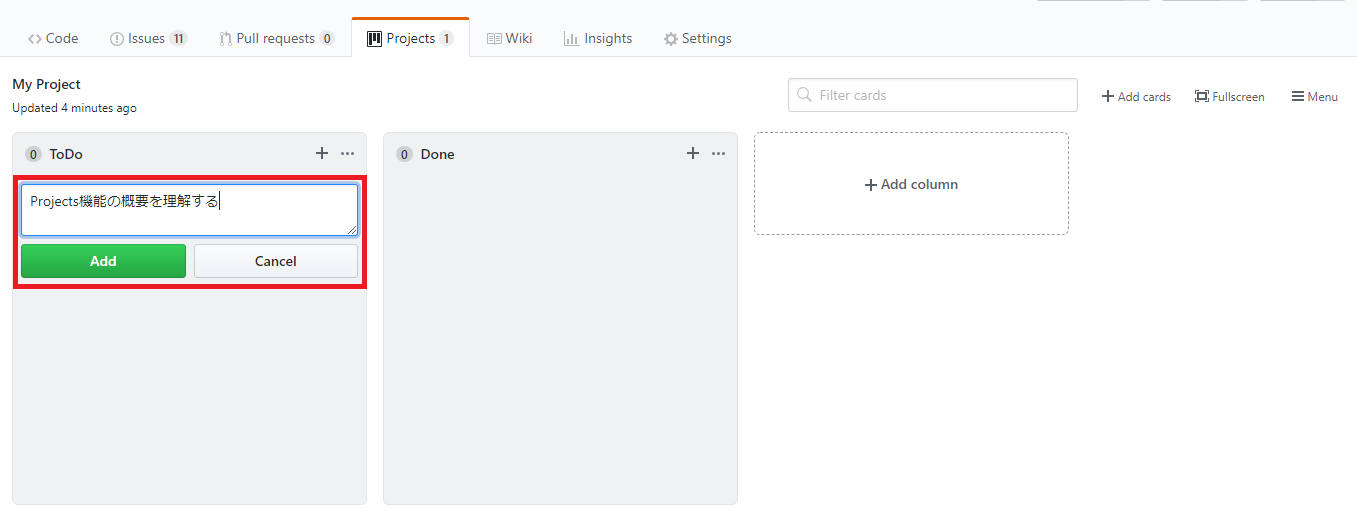 Code Issues 11 Pull requests 0 Projects 1 Wiki Insights Settings
My Project
Updated 4 minutes ago
Filter cards
Add cards Fullscreen Menu
0 ToDo
Projects機能の概要を理解する
Add Cancel
0 Done
Add column